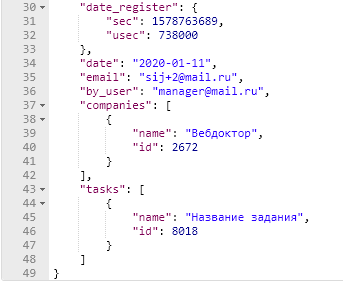 30 "date_register": {
31 "sec": 1578763689,
32 "usec": 738000
33 },
34 "date": "2020-01-11",
35 "email": "sij+2@mail.ru",
36 "by_user": "manager@mail.ru",
37 "companies": [
38 {
39 "name": "Вебдоктор",
40 "id": 2672
41 }
42 ],
43 "tasks": [
44 {
45 "name": "Название задания",
46 "id": 8018
47 }
48 ]
49 }